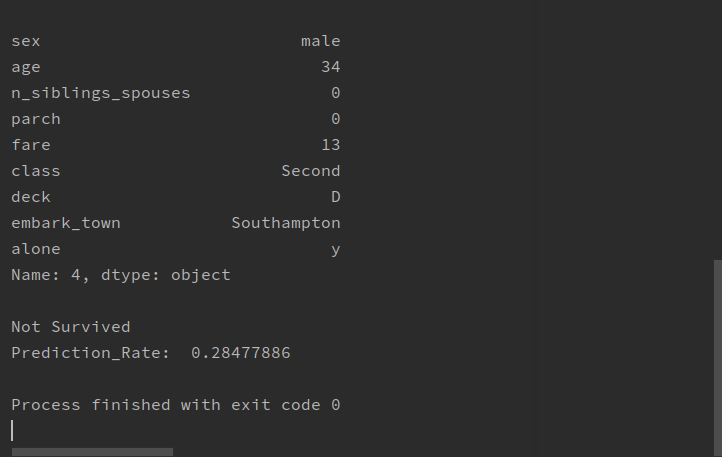 sex male
age 34
n_siblings_spouses 0
parch 0
fare 13
class Second
deck D
embark_town Southampton
alone y
Name: 4, dtype: object
Not Survived
Prediction_Rate: 0.28477886
Process finished with exit code 0